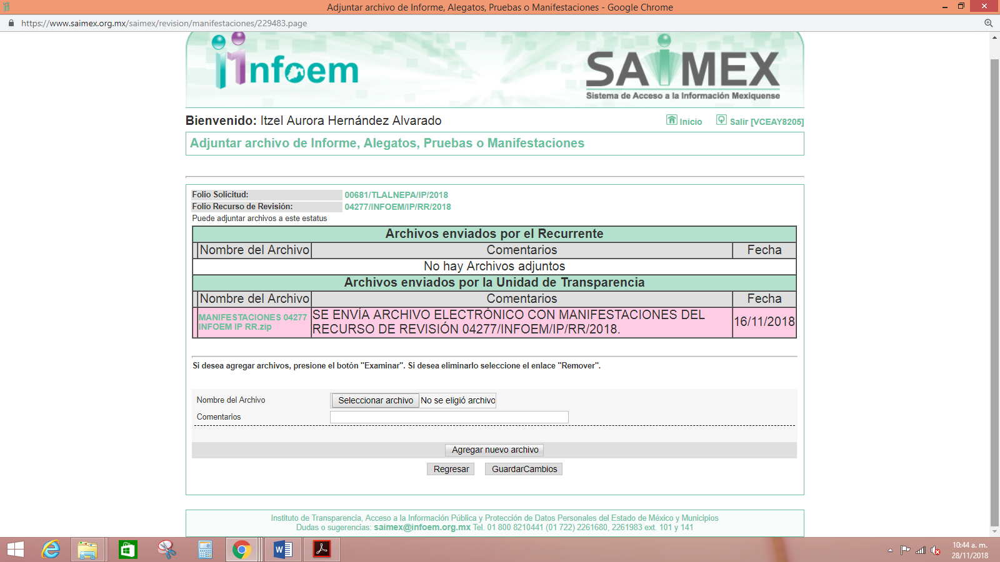 Adjuntar archivo de Informe, Alegatos, Pruebas o Manifestaciones - Google Chrome
https://www.saimex.org.mx/saimex/revision/manifestaciones/229483.page
infoem
SAIMEX
Sistema de Acceso a la Información Mexiquense
Bienvenido: Itzel Aurora Hernández Alvarado
Inicio
Salir [VCEAY8205]
Adjuntar archivo de Informe, Alegatos, Pruebas o Manifestaciones
Folio Solicitud: 00681/TLALNEPA/IP/2018
Folio Recurso de Revisión: 04277/INFOEM/IP/RR/2018
Puede adjuntar archivos a este estatus
Archivos enviados por el Recurrente
Nombre del Archivo Comentarios Fecha
No hay Archivos adjuntos
Archivos enviados por la Unidad de Transparencia
Nombre del Archivo Comentarios Fecha
MANIFESTACIONES 04277
INFOEM IP RR.zip
SE ENVÍA ARCHIVO ELECTRÓNICO CON MANIFESTACIONES DEL
RECURSO DE REVISIÓN 04277/INFOEM/IP/RR/2018.
16/11/2018
Si desea agregar archivos, presione el botón "Examinar". Si desea eliminarlo seleccione el enlace "Remover".
Nombre del Archivo Seleccionar archivo No se eligió archivo
Comentarios
Agregar nuevo archivo
Regresar GuardarCambios
Instituto de Transparencia, Acceso a la Información Pública y Protección de Datos Personales del Estado de México y Municipios
Dudas o sugerencias: saimex@infoem.org.mx Tel. 01 800 8210441 (01 722) 2261680, 2261983 ext. 101 y 141
10:44 a. m.
28/11/2018